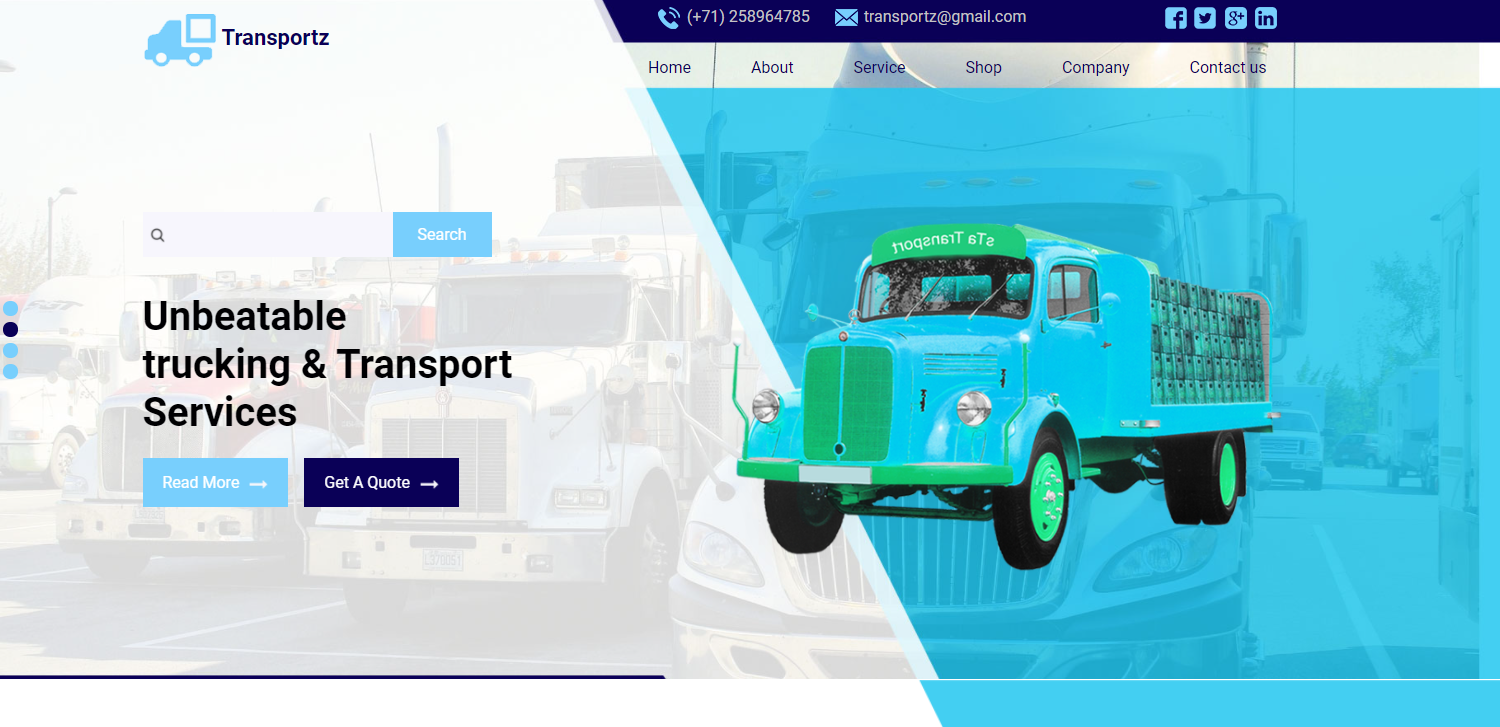 Transportz
(+71) 258964785
transportz@gmail.com
Home
About
Service
Shop
Company
Contact us
Search
sTa Transport
Unbeatable
trucking & Transport
Services
Read More
Get A Quote